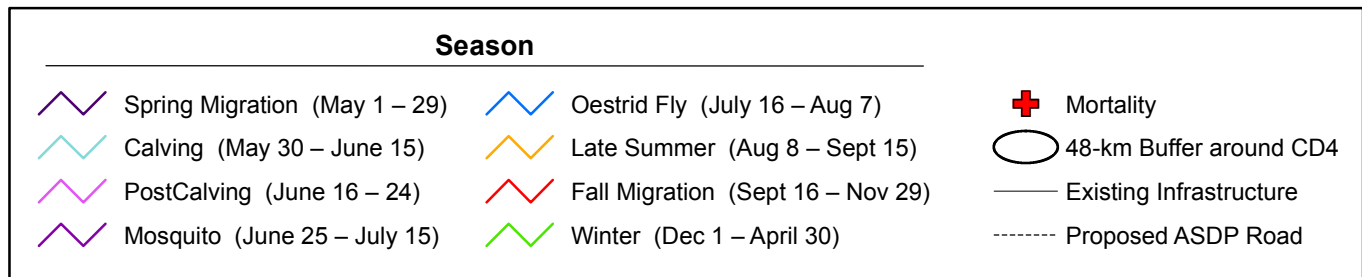 Season
Spring Migration (May 1 – 29)
Calving (May 30 – June 15)
PostCalving (June 16 – 24)
Mosquito (June 25 – July 15)
Oestrid Fly (July 16 – Aug 7)
Late Summer (Aug 8 – Sept 15)
Fall Migration (Sept 16 – Nov 29)
Winter (Dec 1 – April 30)
Mortality
48-km Buffer around CD4
Existing Infrastructure
Proposed ASDP Road